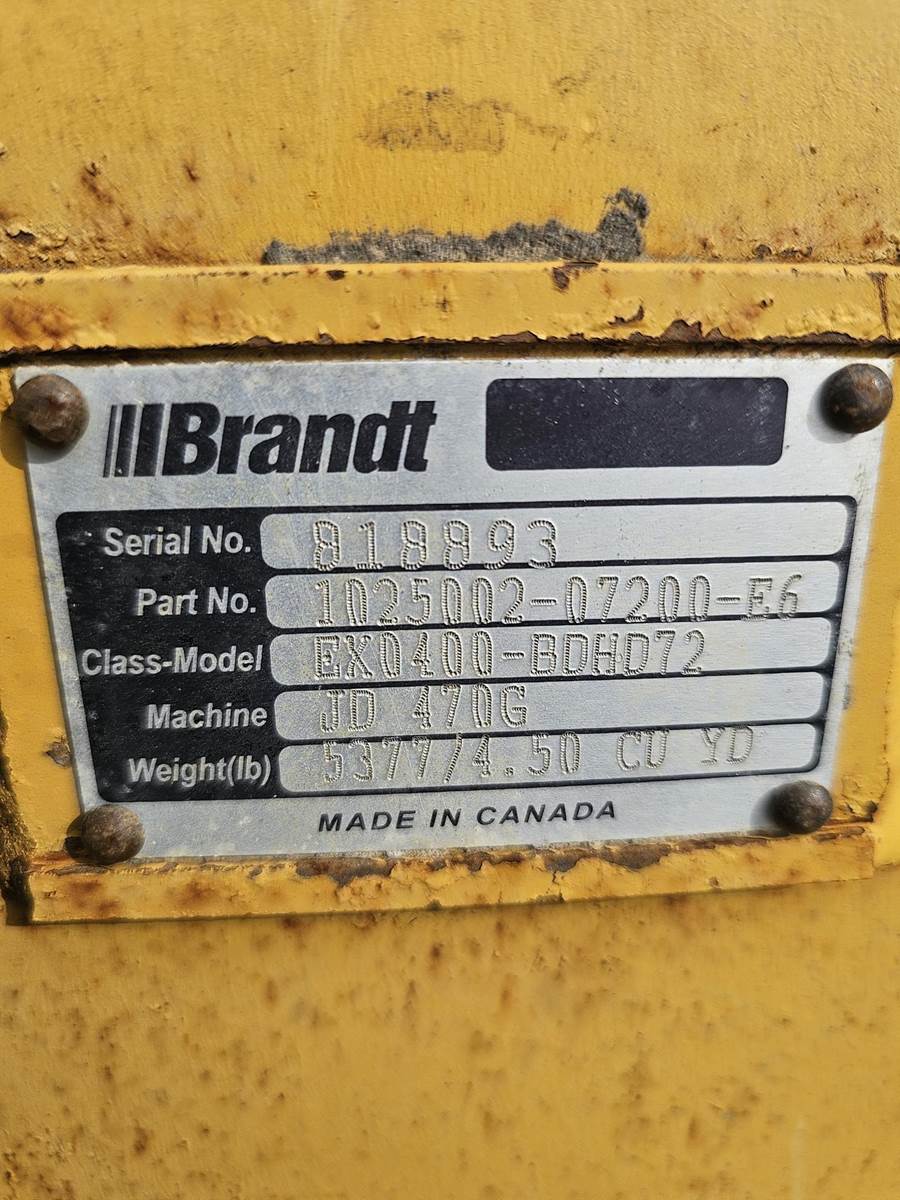 Brandt
Serial No. 818893
Part No. 1025002-07200-E6
Class-Model EX0400-BDHD72
Machine JD 470G
Weight(lb) 5377/4.50 CU YD
MADE IN CANADA